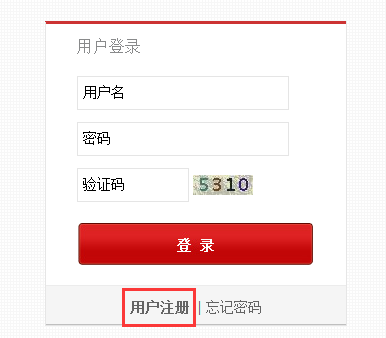 用户登录
用户名
密码
验证码 5310
登 录
用户注册 | 忘记密码